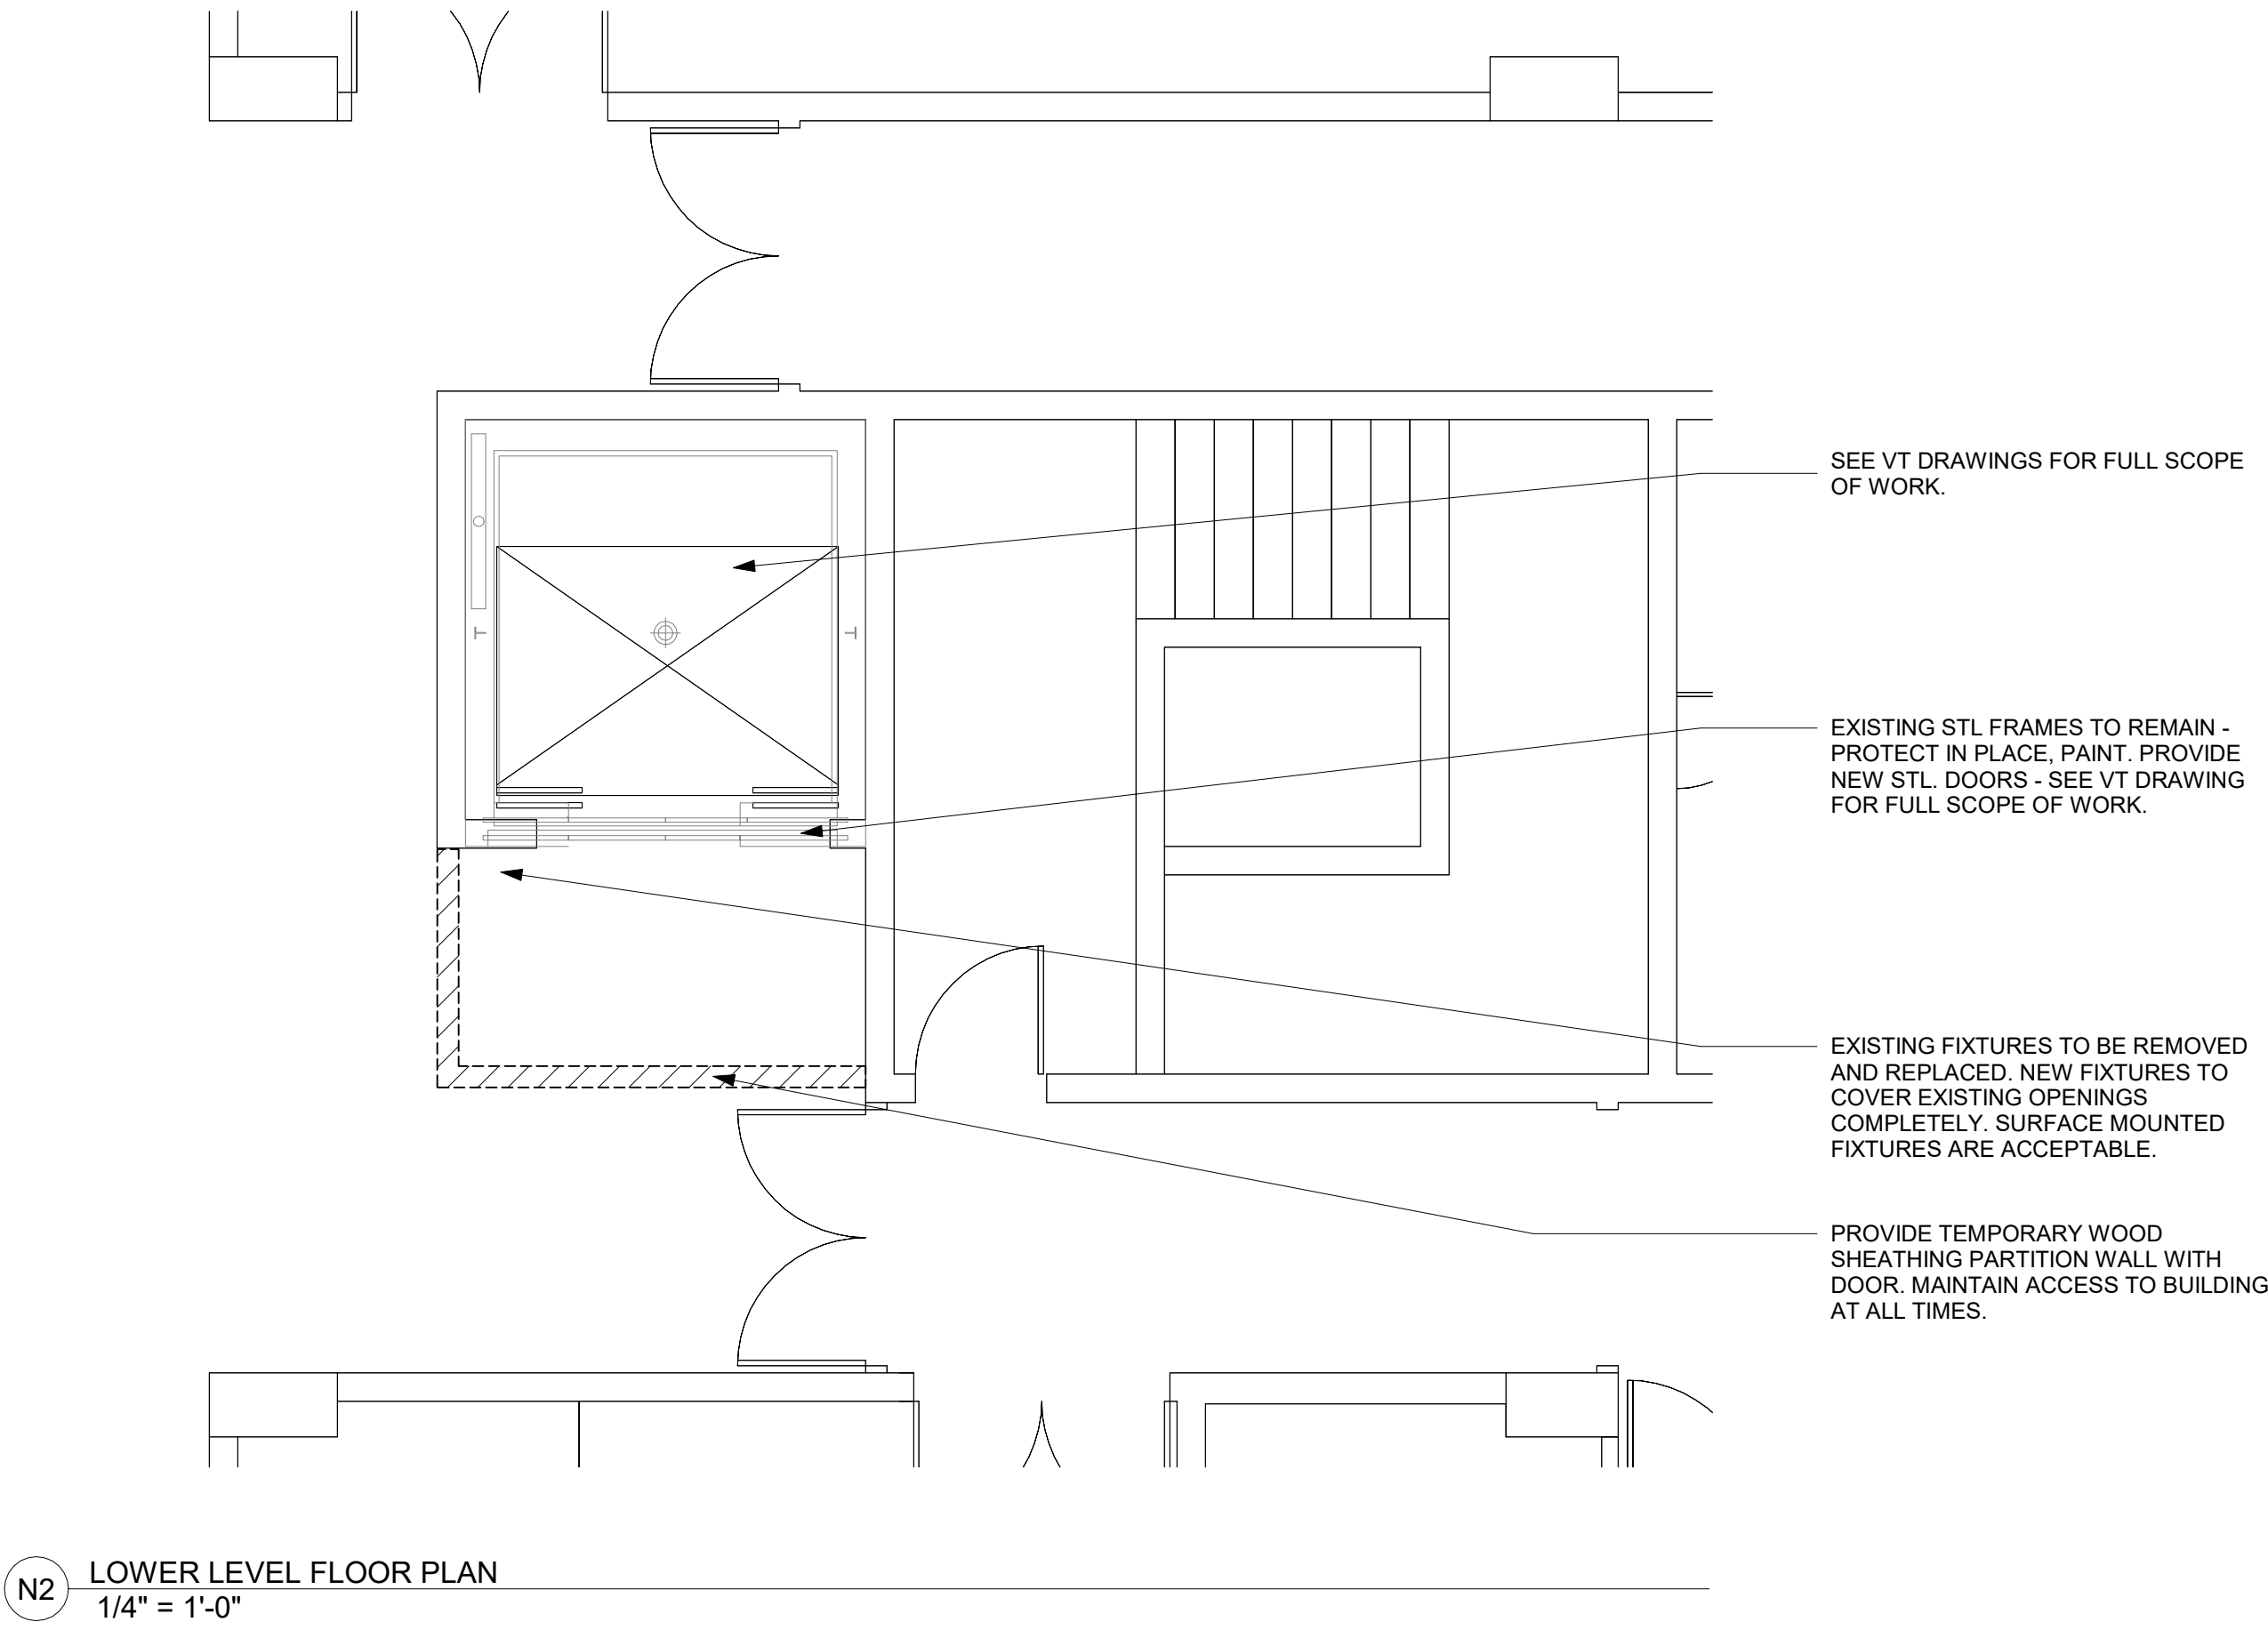 SEE VT DRAWINGS FOR FULL SCOPE
OF WORK.
EXISTING STL FRAMES TO REMAIN -
PROTECT IN PLACE, PAINT. PROVIDE
NEW STL. DOORS - SEE VT DRAWING
FOR FULL SCOPE OF WORK.
EXISTING FIXTURES TO BE REMOVED
AND REPLACED. NEW FIXTURES TO
COVER EXISTING OPENINGS
COMPLETELY. SURFACE MOUNTED
FIXTURES ARE ACCEPTABLE.
PROVIDE TEMPORARY WOOD
SHEATHING PARTITION WALL WITH
DOOR. MAINTAIN ACCESS TO BUILDING
AT ALL TIMES.
N2
LOWER LEVEL FLOOR PLAN
1/4" = 1'-0"